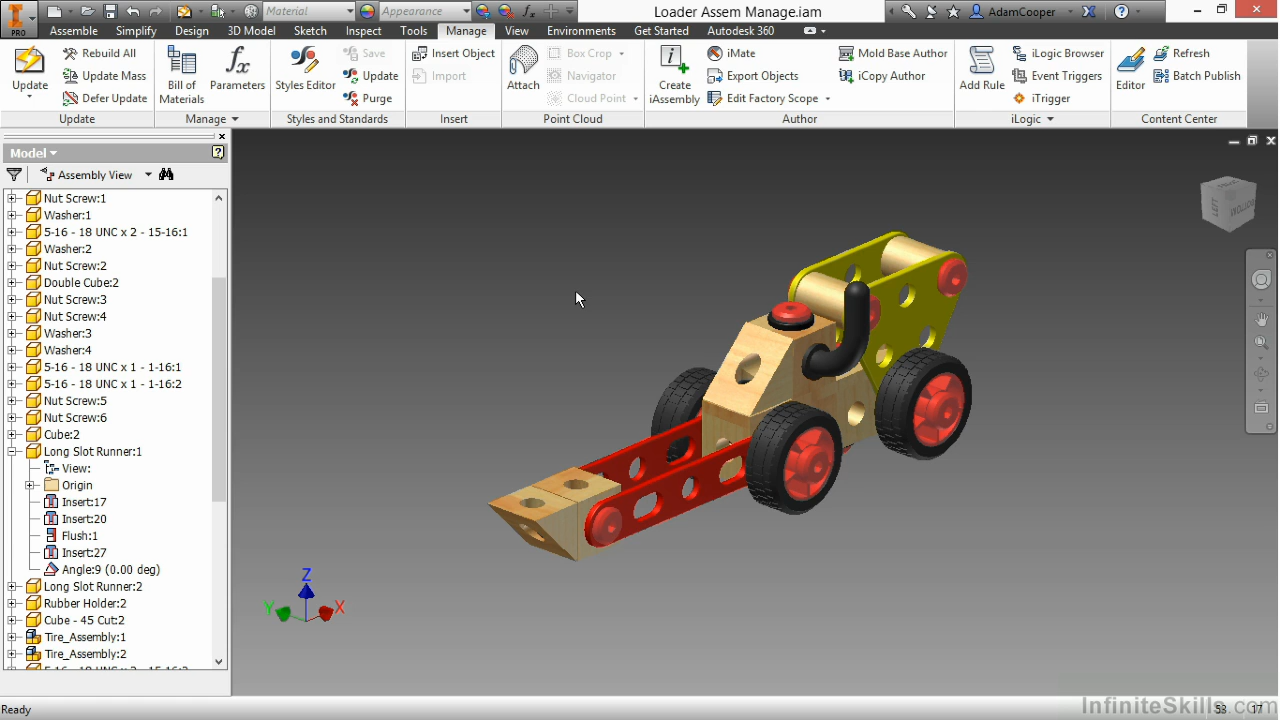 PRO Material Appearance fx Loader Assem Manage.iam AdamCooper
Assemble Simplify Design 3D Model Sketch Inspect Tools Manage View Environments Get Started Autodesk 360
Update
Rebuild All
Update Mass
Defer Update
Update
Bill of
Materials
fx
Parameters
Manage
Styles Editor
Save
Update
Purge
Styles and Standards
Insert Object
Import
Insert
Attach
Box Crop
Navigator
Cloud Point
Point Cloud
Create
iAssembly
iMate
Export Objects
Edit Factory Scope
Mold Base Author
iCopy Author
Author
Add Rule
iLogic Browser
Event Triggers
iTrigger
iLogic
Editor
Refresh
Batch Publish
Content Center
Model
Assembly View
Nut Screw:1
Washer:1
5-16 - 18 UNC x 2 - 15-16:1
Washer:2
Nut Screw:2
Double Cube:2
Nut Screw:3
Nut Screw:4
Washer:3
Washer:4
5-16 - 18 UNC x 1 - 1-16:1
5-16 - 18 UNC x 1 - 1-16:2
Nut Screw:5
Nut Screw:6
Cube:2
Long Slot Runner:1
View:
Origin
Insert:17
Insert:20
Flush:1
Insert:27
Angle:9 (0.00 deg)
Long Slot Runner:2
Rubber Holder:2
Cube - 45 Cut:2
Tire_Assembly:1
Tire_Assembly:2
LEFT BOTTOM
Z
Y X
Ready
InfiniteSkills.com
53 17